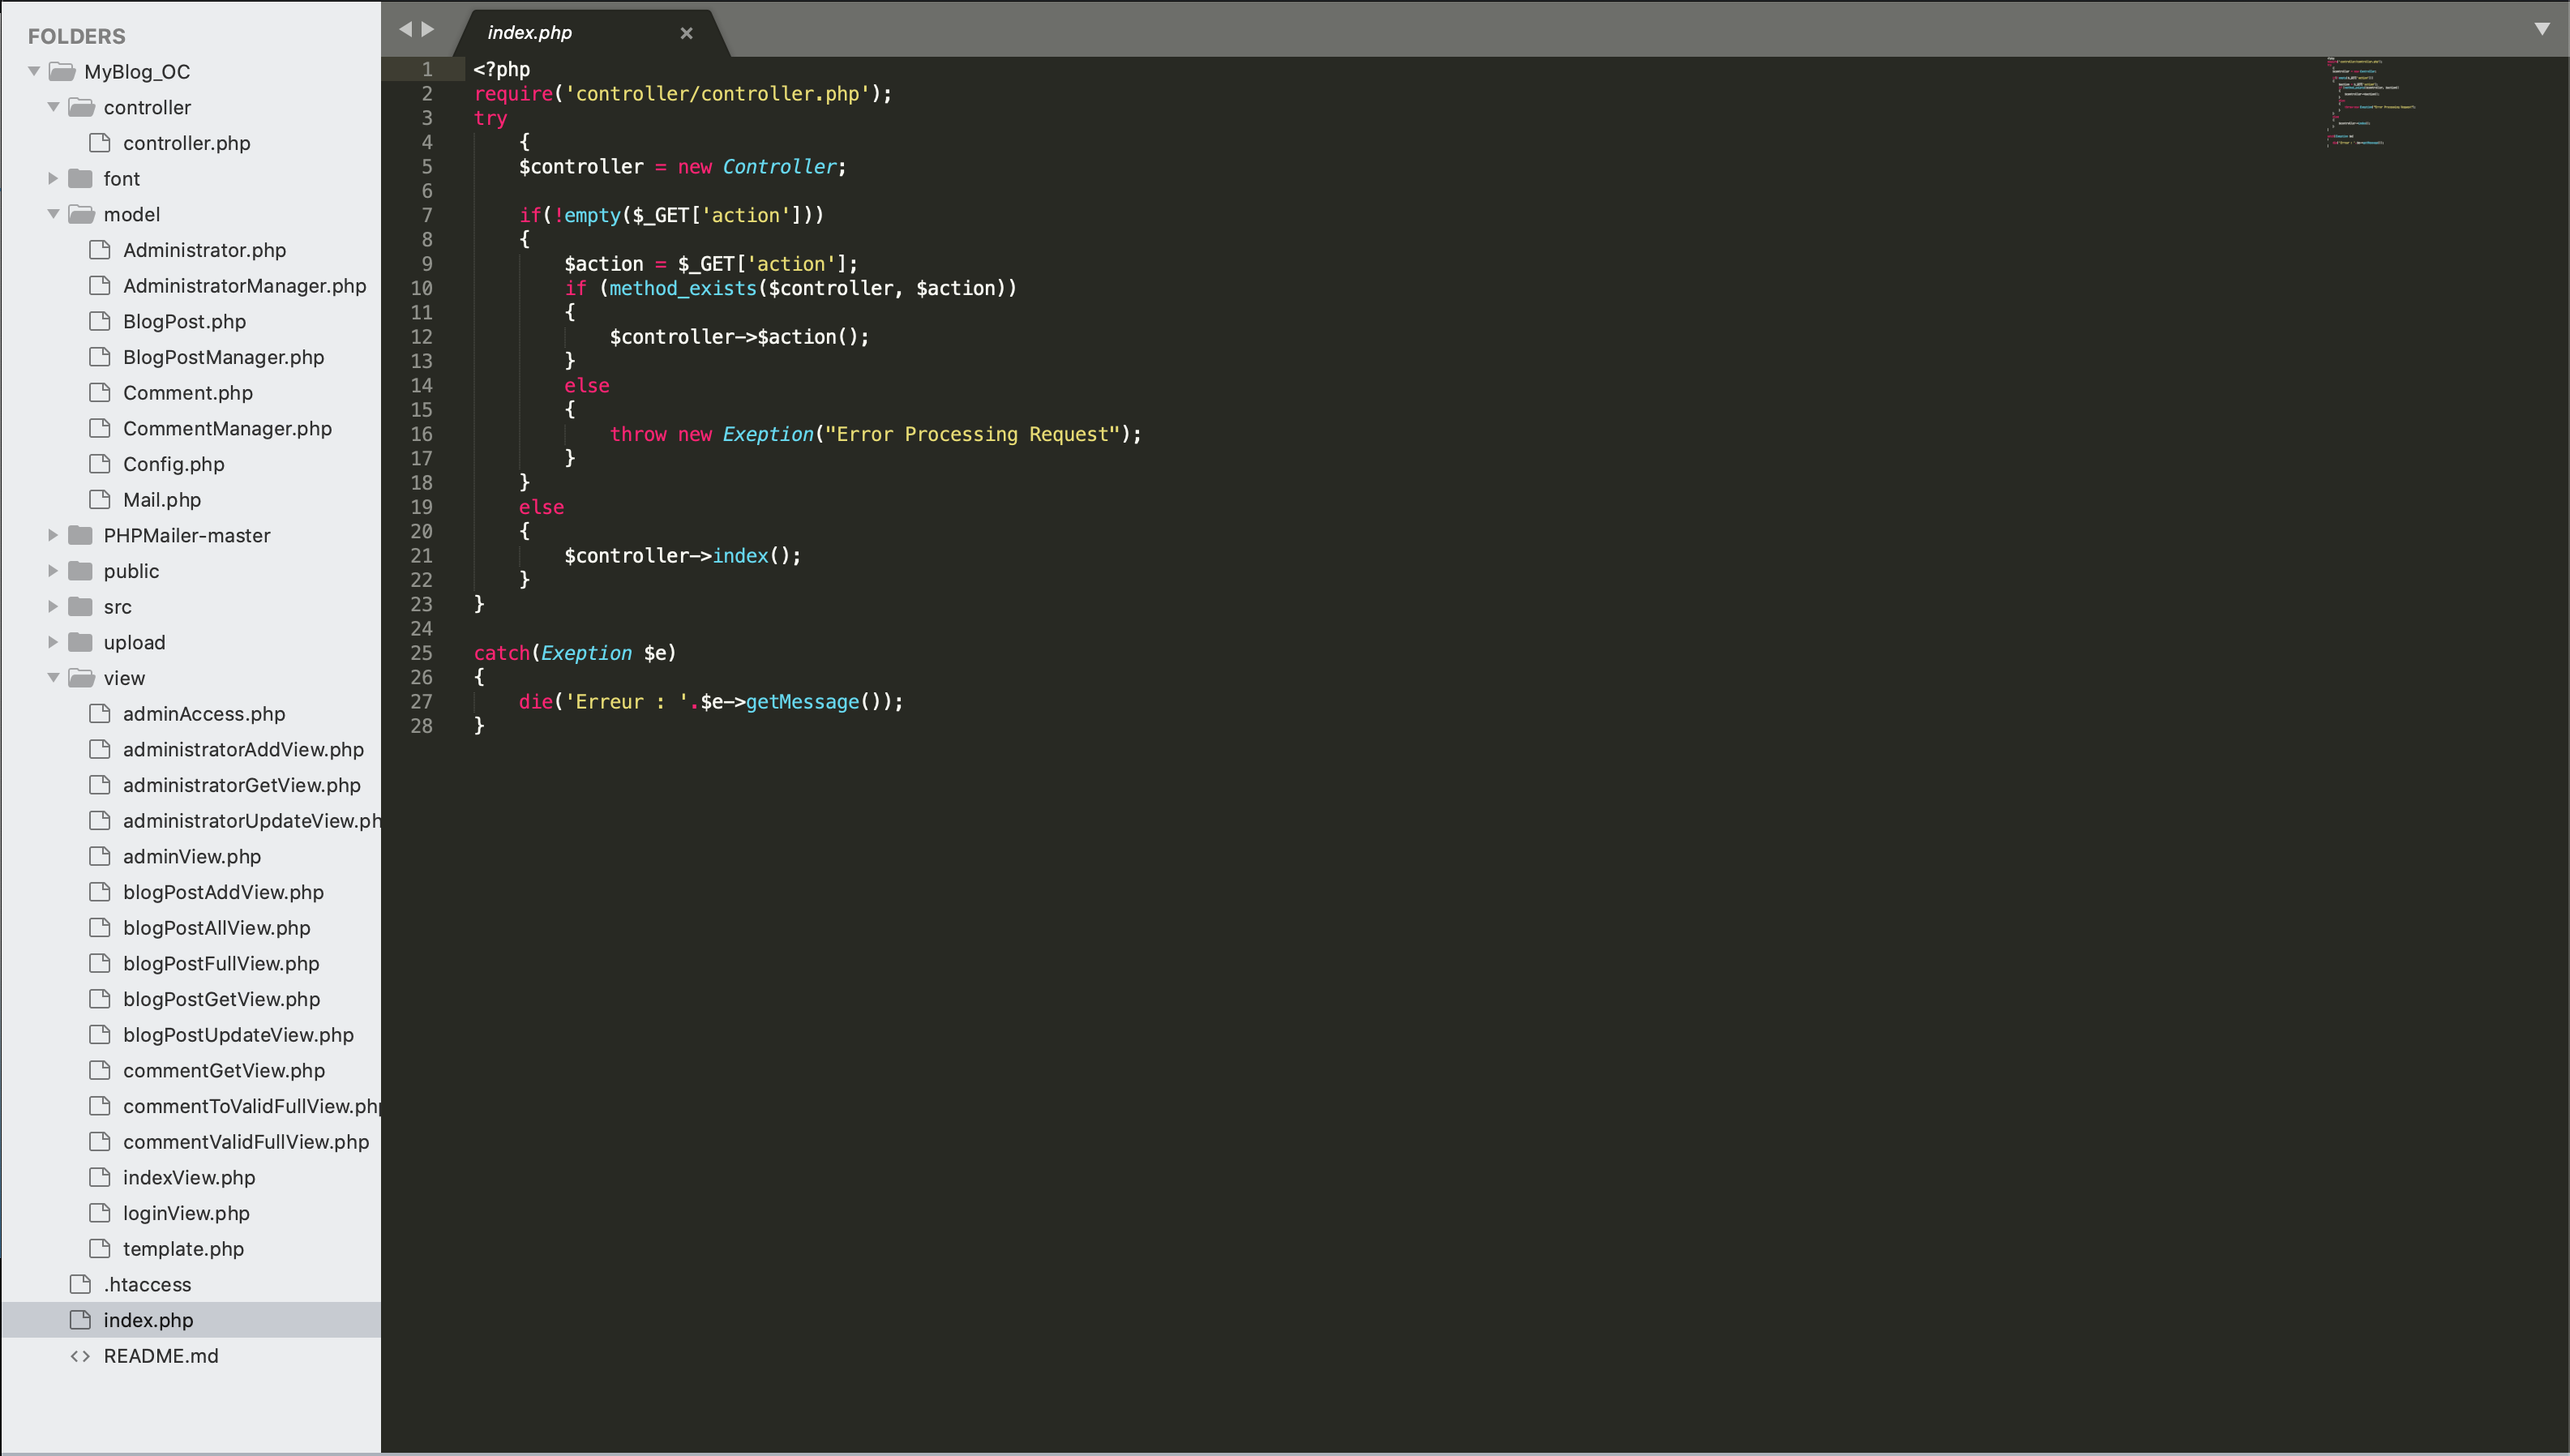 FOLDERS
MyBlog_OC
controller
controller.php
font
model
Administrator.php
AdministratorManager.php
BlogPost.php
BlogPostManager.php
Comment.php
CommentManager.php
Config.php
Mail.php
PHPMailer-master
public
src
upload
view
adminAccess.php
administratorAddView.php
administratorGetView.php
administratorUpdateView.ph
adminView.php
blogPostAddView.php
blogPostAllView.php
blogPostFullView.php
blogPostGetView.php
blogPostUpdateView.php
commentGetView.php
commentToValidFullView.php
commentValidFullView.php
indexView.php
loginView.php
template.php
.htaccess
index.php
<> README.md
index.php ×
1 <?php
2 require('controller/controller.php');
3 try
4     {
5     $controller = new Controller;
6
7     if(!empty($_GET['action']))
8     {
9         $action = $_GET['action'];
10         if (method_exists($controller, $action))
11         {
12             $controller->$action();
13         }
14         else
15         {
16             throw new Exeption("Error Processing Request");
17         }
18     }
19     else
20     {
21         $controller->index();
22     }
23 }
24
25 catch(Exeption $e)
26 {
27     die('Erreur : '.$e->getMessage());
28 }